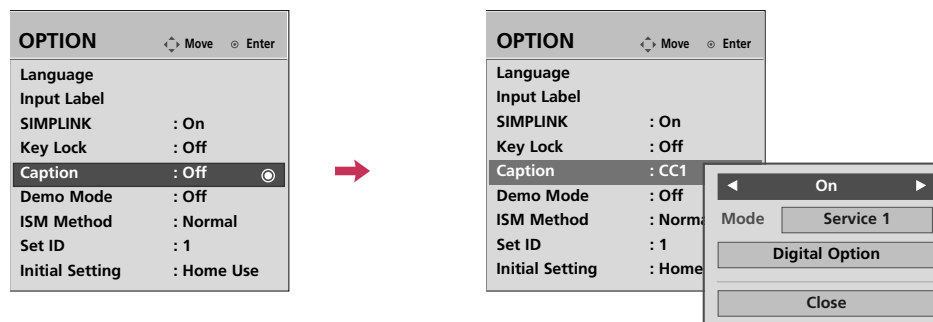 OPTION Move Enter
Language
Input Label
SIMPLINK : On
Key Lock : Off
Caption : Off
Demo Mode : Off
ISM Method : Normal
Set ID : 1
Initial Setting : Home Use
OPTION Move Enter
Language
Input Label
SIMPLINK : On
Key Lock : Off
Caption : CC1
Demo Mode : Off
ISM Method : Norma
Set ID : 1
Initial Setting : Home
On
Mode Service 1
Digital Option
Close